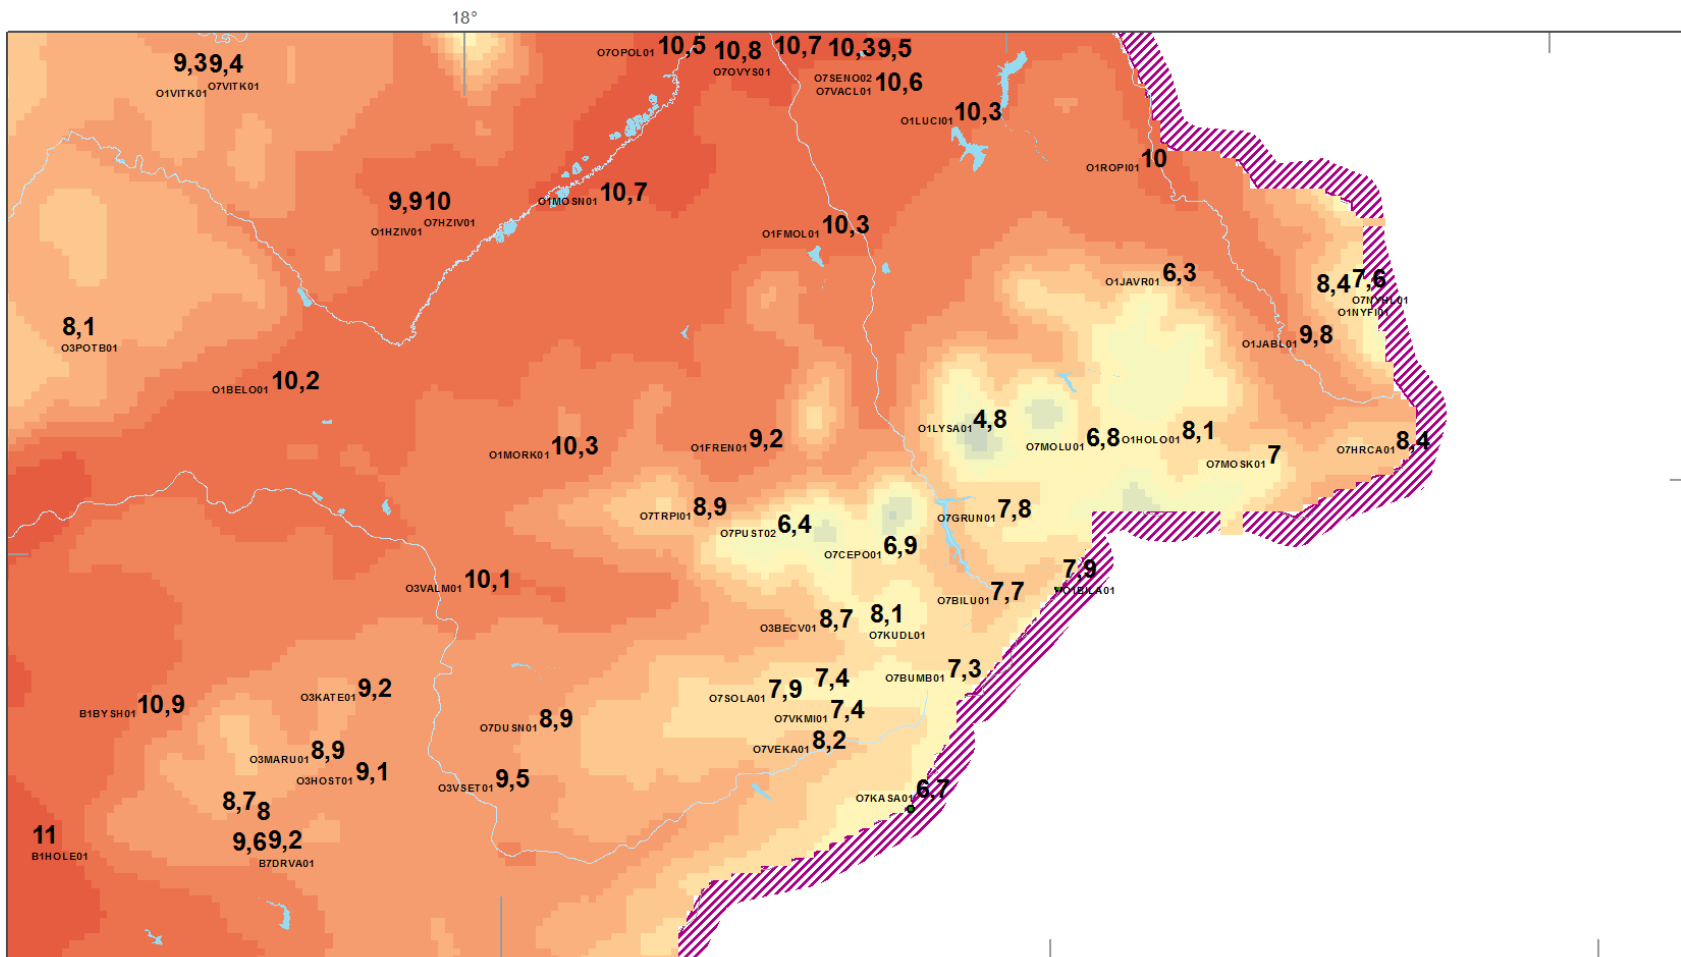 18°
O7OPOL01 10,5
10,8
O7OVYS01
10,7
10,3 9,5
9,3 9,4
O1VITK01 O7VITK01
O7SENO02
O7VACL01 10,6
O1LUCI01 10,3
O1ROPI01 10
9,9 10
O1HZIV01 O7HZIV01
O1MOSN01 10,7
O1FMOL01 10,3
O1JAVR01 6,3
8,4 7,6
O7NYHL01
O1NYFI01
8,1
O3POTB01
O1JABL01 9,8
O1BELO01 10,2
O1MORK01 10,3
O1FREN01 9,2
O1LYSA01 4,8
O7MOLU01 6,8
O1HOLO01 8,1
O7MOSK01 7
O7HRCA01 8,4
O7TRPI01 8,9
O7PUST02 6,4
O7CEPO01 6,9
O7GRUN01 7,8
O3VALM01 10,1
O7BILU01 7,7
7,9
O1BILA01
O3BECV01 8,7
8,1
O7KUDL01
B1BYSH01 10,9
O3KATE01 9,2
O7DUSN01 8,9
O7SOLA01 7,9
7,4
O7VKMI01 7,4
O7BUMB01 7,3
O7VEKA01 8,2
O3MARU01 8,9
O3HOST01 9,1
O3VSET01 9,5
O7KASA01 6,7
8,7 8
11
B1HOLE01
9,6 9,2
B7DRVA01